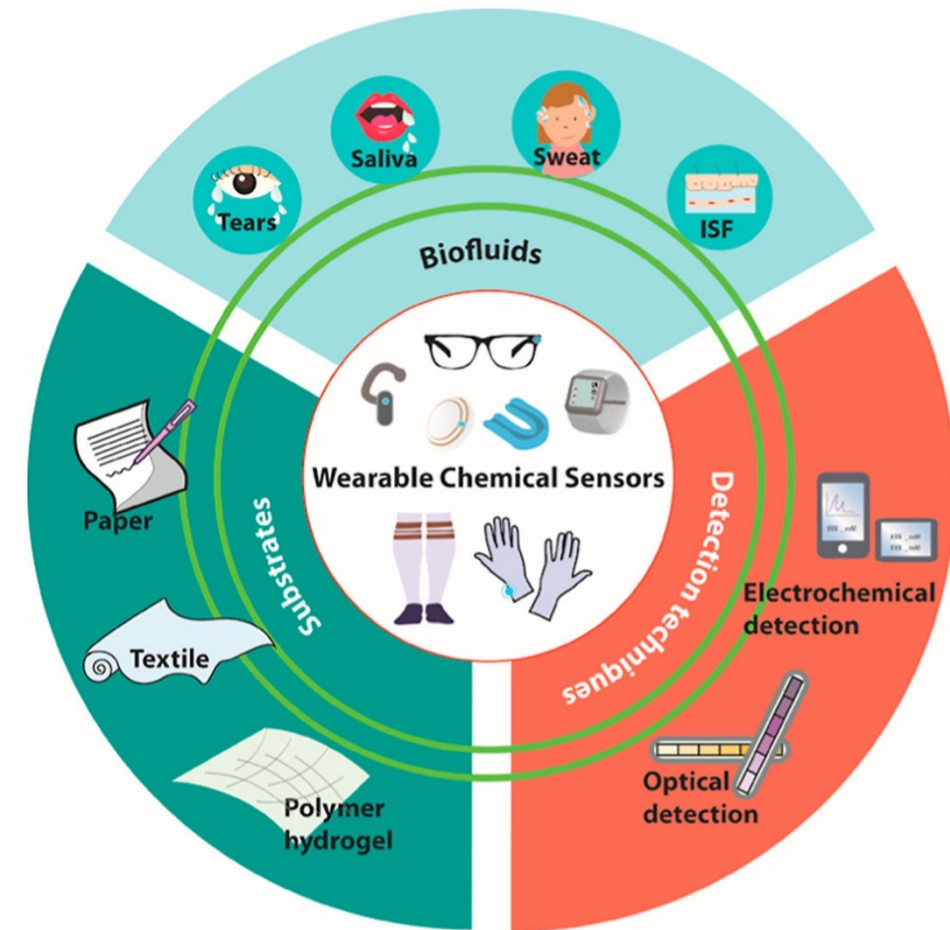 Tears
Saliva
Sweat
ISF
Biofluids
Wearable Chemical Sensors
Substrates
Paper
Textile
Polymer
hydrogel
Detection techniques
Electrochemical
detection
Optical
detection